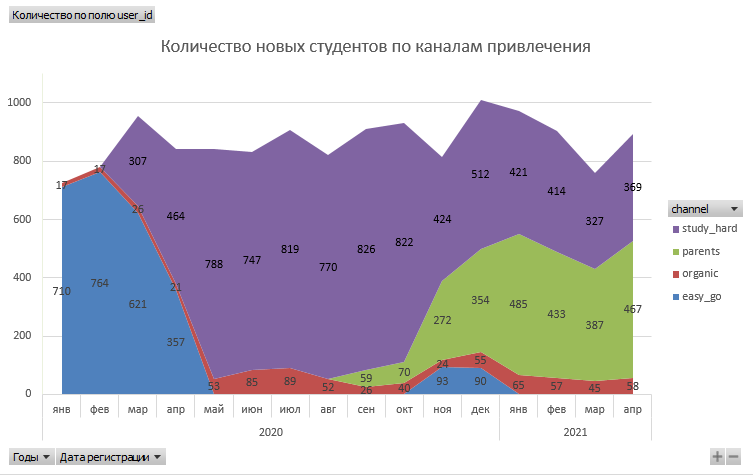 Количество по полю user_id
Количество новых студентов по каналам привлечения
1000
800
600
400
200
0
307 464 788 747 819 770 826 822 424 512 421 414 327 369
59 70 272 354 485 433 387 467
17 17 26 21 53 85 89 52 26 40 24 55 65 57 45 58
710 764 621 357 93 90
янв фев мар апр май июн июл авг сен окт ноя дек янв фев мар апр
2020 2021
channel
study_hard
parents
organic
easy_go
Годы Дата регистрации